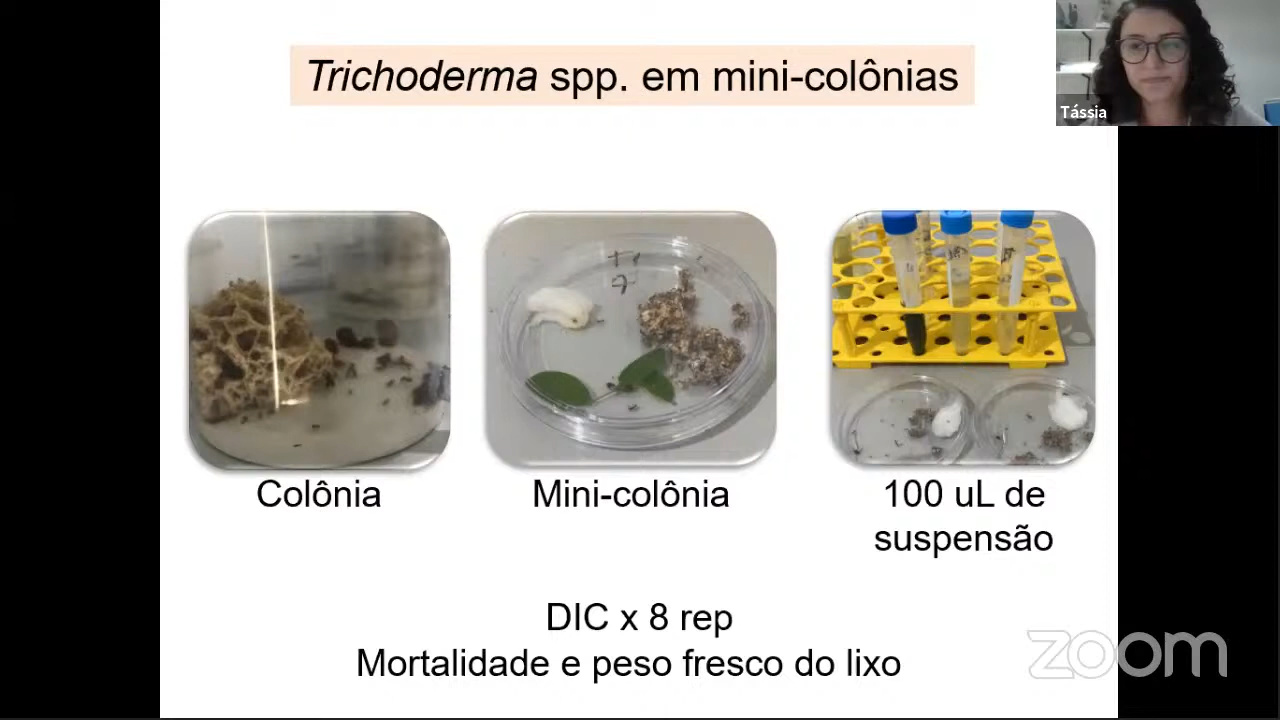 Trichoderma spp. em mini-colônias
Tássia
Colônia
Mini-colônia
100 uL de
suspensão
DIC x 8 rep
Mortalidade e peso fresco do lixo
zoom